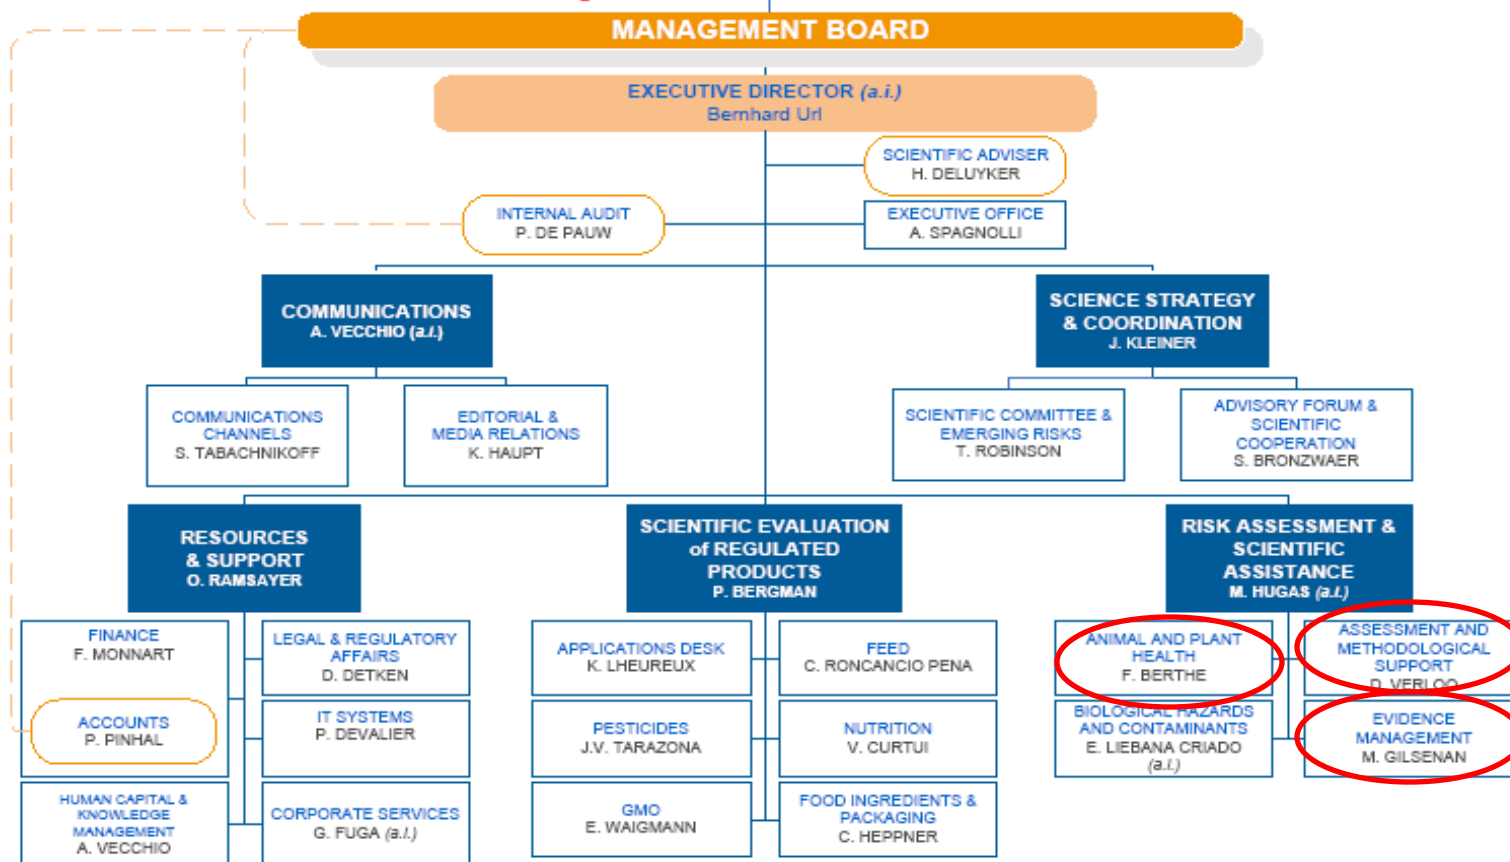 MANAGEMENT BOARD
EXECUTIVE DIRECTOR (a.i.)
Bernhard Url
SCIENTIFIC ADVISER
H. DELUYKER
INTERNAL AUDIT
P. DE PAUW
EXECUTIVE OFFICE
A. SPAGNOLLI
COMMUNICATIONS
A. VECCHIO (a.i.)
SCIENCE STRATEGY
& COORDINATION
J. KLEINER
COMMUNICATIONS
CHANNELS
S. TABACHNIKOFF
EDITORIAL &
MEDIA RELATIONS
K. HAUPT
SCIENTIFIC COMMITTEE &
EMERGING RISKS
T. ROBINSON
ADVISORY FORUM &
SCIENTIFIC
COOPERATION
S. BRONZWAER
RESOURCES
& SUPPORT
O. RAMSAYER
SCIENTIFIC EVALUATION
of REGULATED
PRODUCTS
P. BERGMAN
RISK ASSESSMENT &
SCIENTIFIC
ASSISTANCE
M. HUGAS (a.i.)
FINANCE
F. MONNART
ACCOUNTS
P. PINHAL
HUMAN CAPITAL &
KNOWLEDGE
MANAGEMENT
A. VECCHIO
LEGAL & REGULATORY
AFFAIRS
D. DETKEN
IT SYSTEMS
P. DEVALIER
CORPORATE SERVICES
G. FUGA (a.i.)
APPLICATIONS DESK
K. LHEUREUX
PESTICIDES
J.V. TARAZONA
GMO
E. WAIGMANN
FEED
C. RONCANCIO PENA
NUTRITION
V. CURTUI
FOOD INGREDIENTS &
PACKAGING
C. HEPPNER
ANIMAL AND PLANT
HEALTH
F. BERTHE
BIOLOGICAL HAZARDS
AND CONTAMINANTS
E. LIEBANA CRIADO
(a.i.)
ASSESSMENT AND
METHODOLOGICAL
SUPPORT
D. VERLOO
EVIDENCE
MANAGEMENT
M. GILSENAN